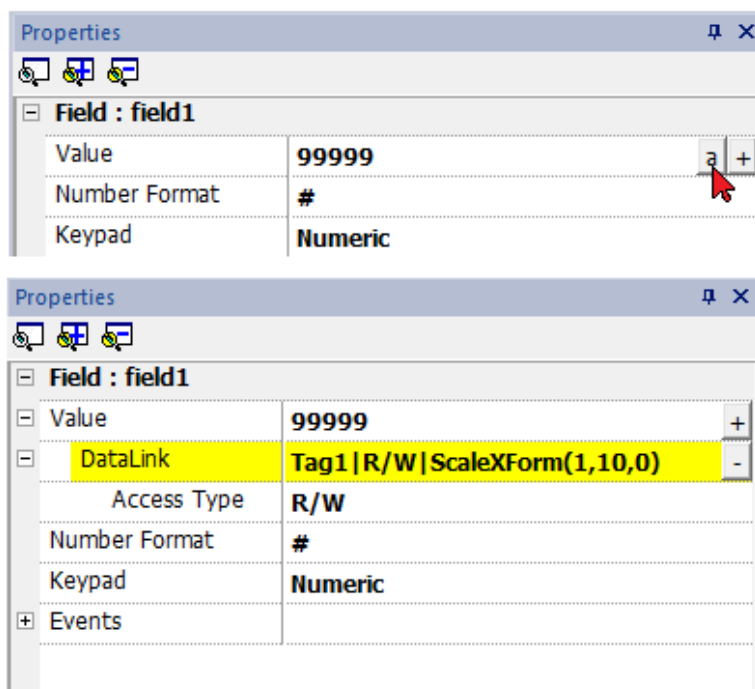 Properties
Field : field1
Value 99999 a +
Number Format #
Keypad Numeric
Properties
Field : field1
Value 99999 +
DataLink Tag1|R/W|ScaleXForm(1,10,0) -
Access Type R/W
Number Format #
Keypad Numeric
Events